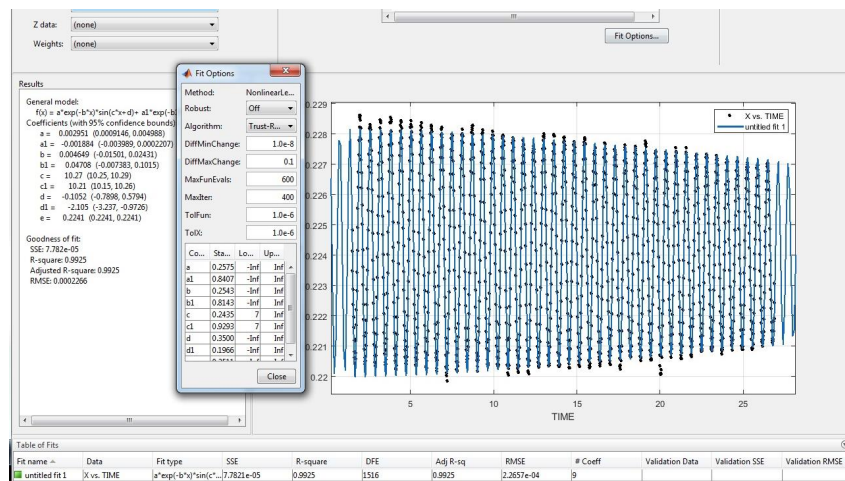 Z data: (none)
Weights: (none)
Fit Options...
Results
General model:
f(x) = a*exp(-b*x)*sin(c*x+d)+ a1*exp(-b
Coefficients (with 95% confidence bounds)
a = 0.002951 (0.0009146, 0.004988)
a1 = -0.001884 (-0.003989, 0.0002207)
b = 0.004649 (-0.01501, 0.02431)
b1 = 0.04708 (-0.007383, 0.1015)
c = 10.27 (10.25, 10.29)
c1 = 10.21 (10.15, 10.26)
d = -0.1052 (-0.7898, 0.5794)
d1 = -2.105 (-3.237, -0.9726)
e = 0.2241 (0.2241, 0.2241)
Goodness of fit:
SSE: 7.782e-05
R-square: 0.9925
Adjusted R-square: 0.9925
RMSE: 0.0002266
Fit Options
Method: NonlinearLe...
Robust: Off
Algorithm: Trust-R...
DiffMinChange: 1.0e-8
DiffMaxChange: 0.1
MaxFunEvals: 600
MaxIter: 400
TolFun: 1.0e-6
TolX: 1.0e-6
Co... Sta... Lo... Up...
a 0.2575 -Inf Inf
a1 0.8407 -Inf Inf
b 0.2543 -Inf Inf
b1 0.8143 -Inf Inf
c 0.2435 7 Inf
c1 0.9293 7 Inf
d 0.3500 -Inf Inf
d1 0.1966 -Inf Inf
Close
0.229
0.228
0.227
0.226
0.225
0.224
0.223
0.222
0.221
0.22
X vs. TIME
untitled fit 1
5 10 15 20 25
TIME
Table of Fits
Fit name Data Fit type SSE R-square DFE Adj R-sq RMSE # Coeff Validation Data Validation SSE Validation RMSE
untitled fit 1 X vs. TIME a*exp(-b*x)*sin(c*... 7.7821e-05 0.9925 1516 0.9925 2.2657e-04 9